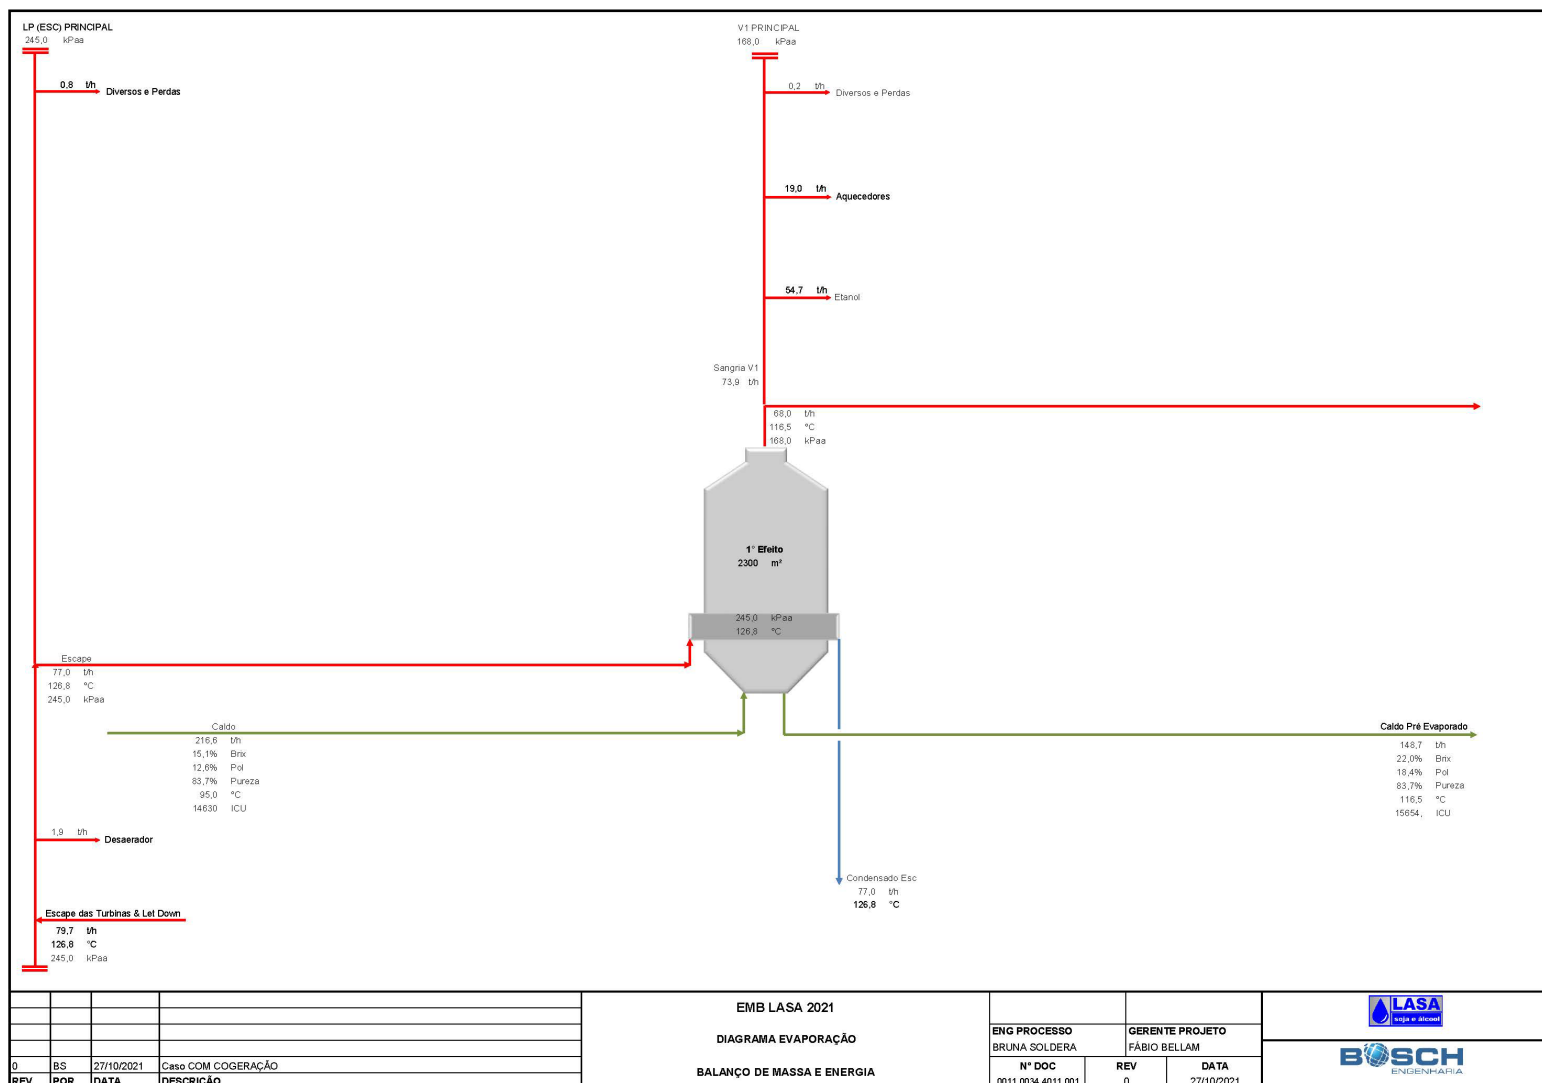 LP (ESC) PRINCIPAL
245,0 kPaa
0,8 t/h
Diversos e Perdas
V1 PRINCIPAL
168,0 kPaa
0,2 t/h
Diversos e Perdas
19,0 t/h
Aquecedores
54,7 t/h
Etanol
Sangria V1
73,9 t/h
68,0 t/h
116,5 °C
168,0 kPaa
1° Efeito
2300 m²
245,0 kPaa
126,8 °C
Escape
77,0 t/h
126,8 °C
245,0 kPaa
Caldo
216,6 t/h
15,1% Brix
12,6% Pol
83,7% Pureza
95,0 °C
14630 ICU
Caldo Pré Evaporado
148,7 t/h
22,0% Brix
18,4% Pol
83,7% Pureza
116,5 °C
15654, ICU
1,9 t/h
Desaerador
Condensado Esc
77,0 t/h
126,8 °C
Escape das Turbinas & Let Down
79,7 t/h
126,8 °C
245,0 kPaa
0 BS 27/10/2021 Caso COM COGERAÇÃO
REV POR DATA DESCRIÇÃO
EMB LASA 2021
DIAGRAMA EVAPORAÇÃO
BALANÇO DE MASSA E ENERGIA
ENG PROCESSO GERENTE PROJETO
BRUNA SOLDERA FÁBIO BELLAM
N° DOC REV DATA
0011 0034 4011 001 0 27/10/2021
LASA
soja e álcool
BOSCH
ENGENHARIA